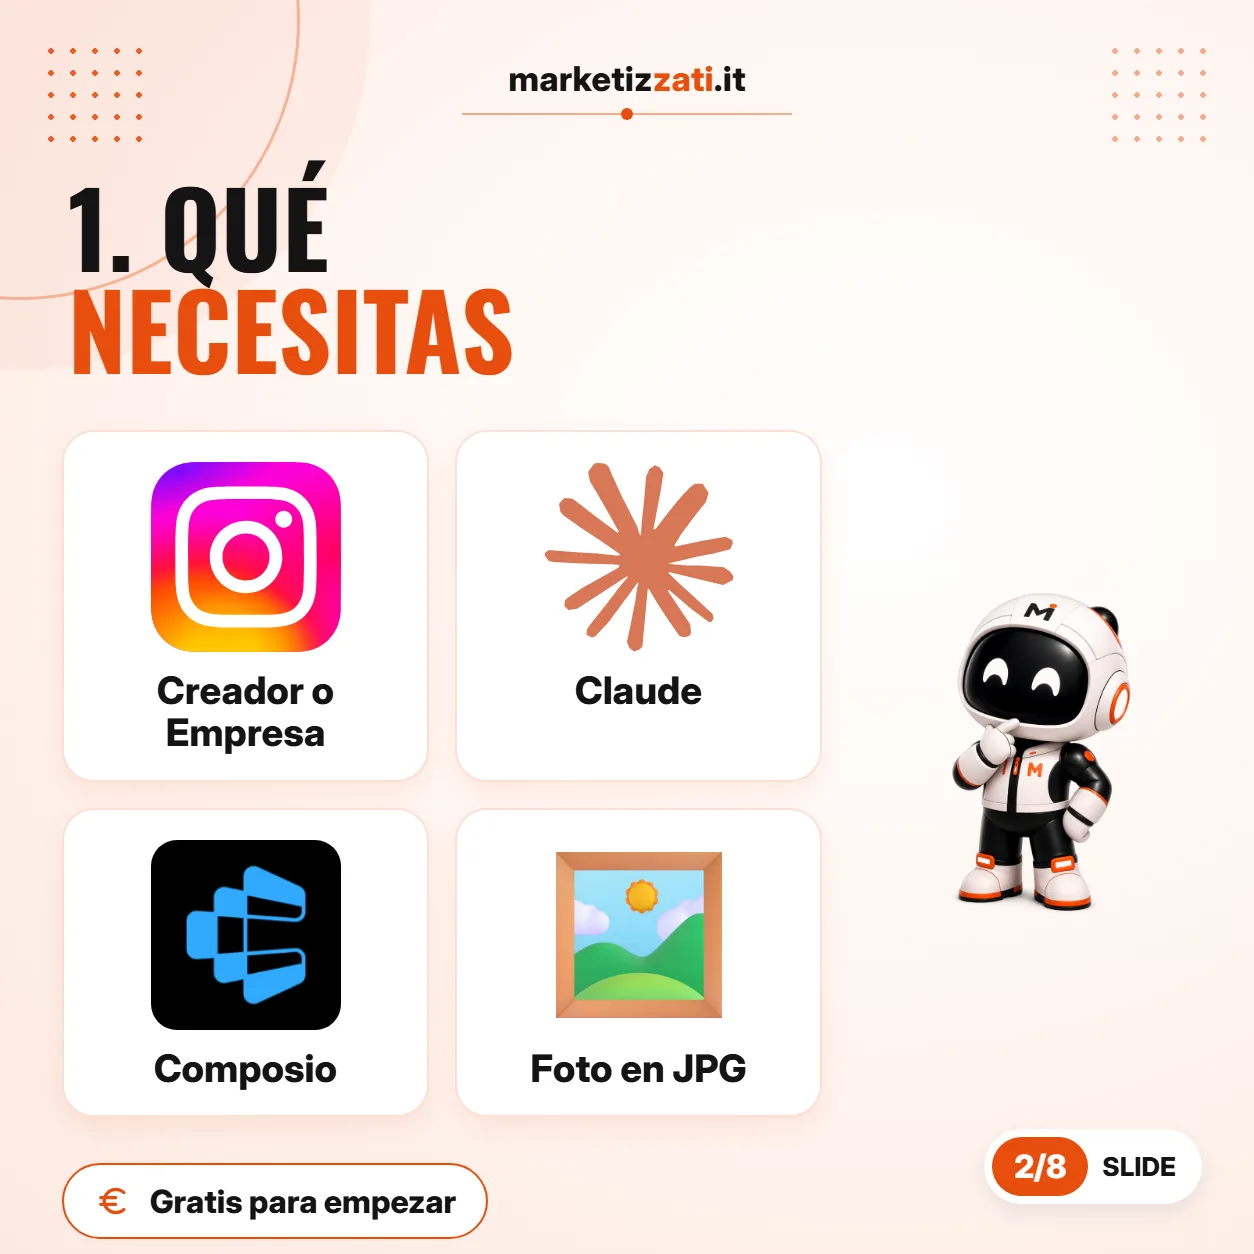 marketizzati.it
1. QUÉ
NECESITAS
Creador o
Empresa
Claude
Composio
Foto en JPG
€ Gratis para empezar
2/8 SLIDE
M
M